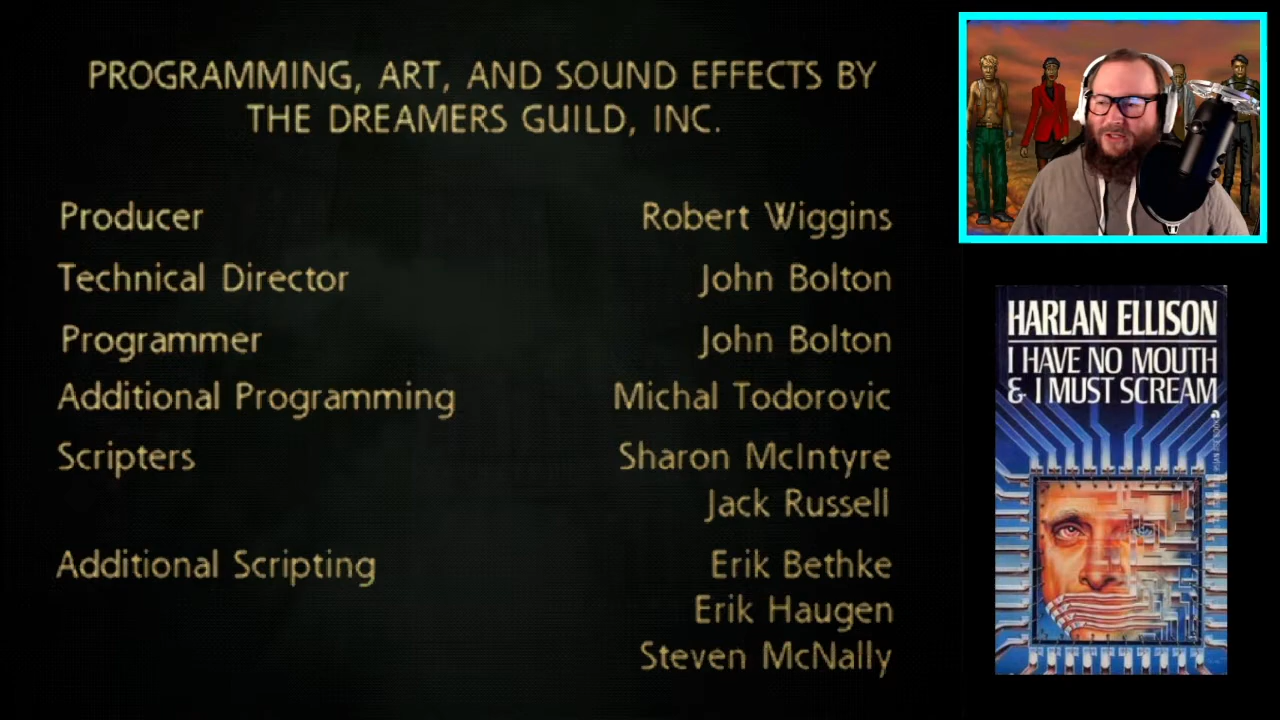 PROGRAMMING, ART, AND SOUND EFFECTS BY
THE DREAMERS GUILD, INC.
Producer Robert Wiggins
Technical Director John Bolton
Programmer John Bolton
Additional Programming Michal Todorovic
Scripters Sharon McIntyre
Jack Russell
Additional Scripting Erik Bethke
Erik Haugen
Steven McNally
HARLAN ELLISON
I HAVE NO MOUTH
& I MUST SCREAM